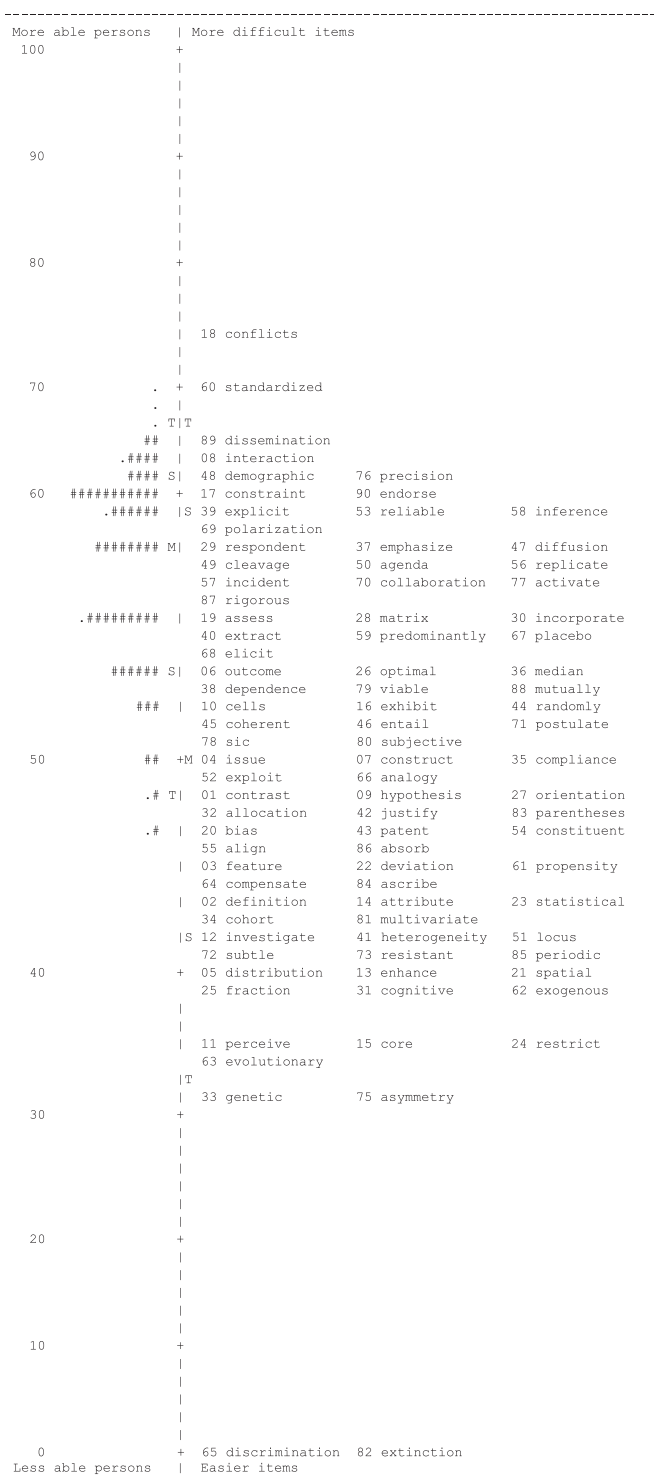 --------------------------------------------------------------------------
More able persons | More difficult items
100 +
|
|
|
|
|
90 +
|
|
|
|
|
80 +
|
|
|
| 18 conflicts
|
|
70 . + 60 standardized
. |
. T|T
## | 89 dissemination
.#### | 08 interaction
#### S| 48 demographic 76 precision
60 ########### + 17 constraint 90 endorse
.###### |S 39 explicit 53 reliable 58 inference
69 polarization
######## M| 29 respondent 37 emphasize 47 diffusion
49 cleavage 50 agenda 56 replicate
57 incident 70 collaboration 77 activate
87 rigorous
.######### | 19 assess 28 matrix 30 incorporate
40 extract 59 predominantly 67 placebo
68 elicit
###### S| 06 outcome 26 optimal 36 median
38 dependence 79 viable 88 mutually
### | 10 cells 16 exhibit 44 randomly
45 coherent 46 entail 71 postulate
78 sic 80 subjective
50 ## +M 04 issue 07 construct 35 compliance
52 exploit 66 analogy
.# T| 01 contrast 09 hypothesis 27 orientation
32 allocation 42 justify 83 parentheses
.# | 20 bias 43 patent 54 constituent
55 align 86 absorb
| 03 feature 22 deviation 61 propensity
64 compensate 84 ascribe
| 02 definition 14 attribute 23 statistical
34 cohort 81 multivariate
|S 12 investigate 41 heterogeneity 51 locus
72 subtle 73 resistant 85 periodic
40 + 05 distribution 13 enhance 21 spatial
25 fraction 31 cognitive 62 exogenous
|
|
| 11 perceive 15 core 24 restrict
63 evolutionary
|T
| 33 genetic 75 asymmetry
30 +
|
|
|
|
|
|
20 +
|
|
|
|
|
10 +
|
|
|
|
|
0 + 65 discrimination 82 extinction
Less able persons | Easier items